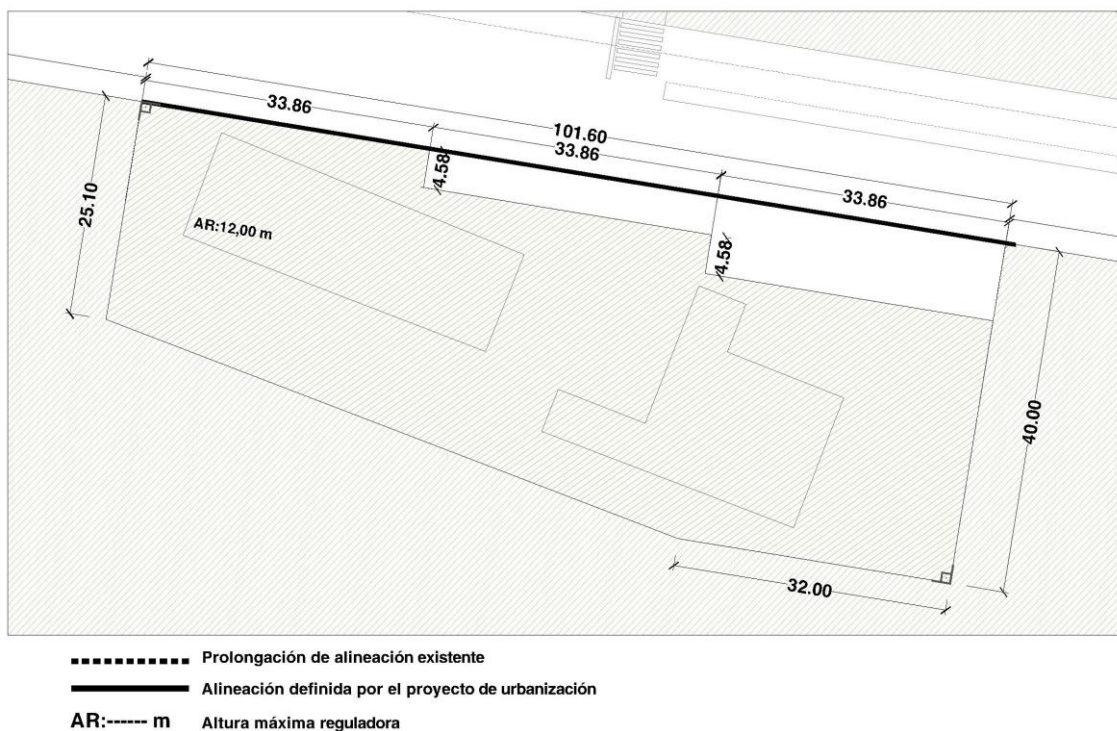 33.86
101.60
33.86
33.86
4.58
4.58
25.10
AR:12,00 m
40.00
32.00
Prolongación de alineación existente
Alineación definida por el proyecto de urbanización
AR:------ m Altura máxima reguladora